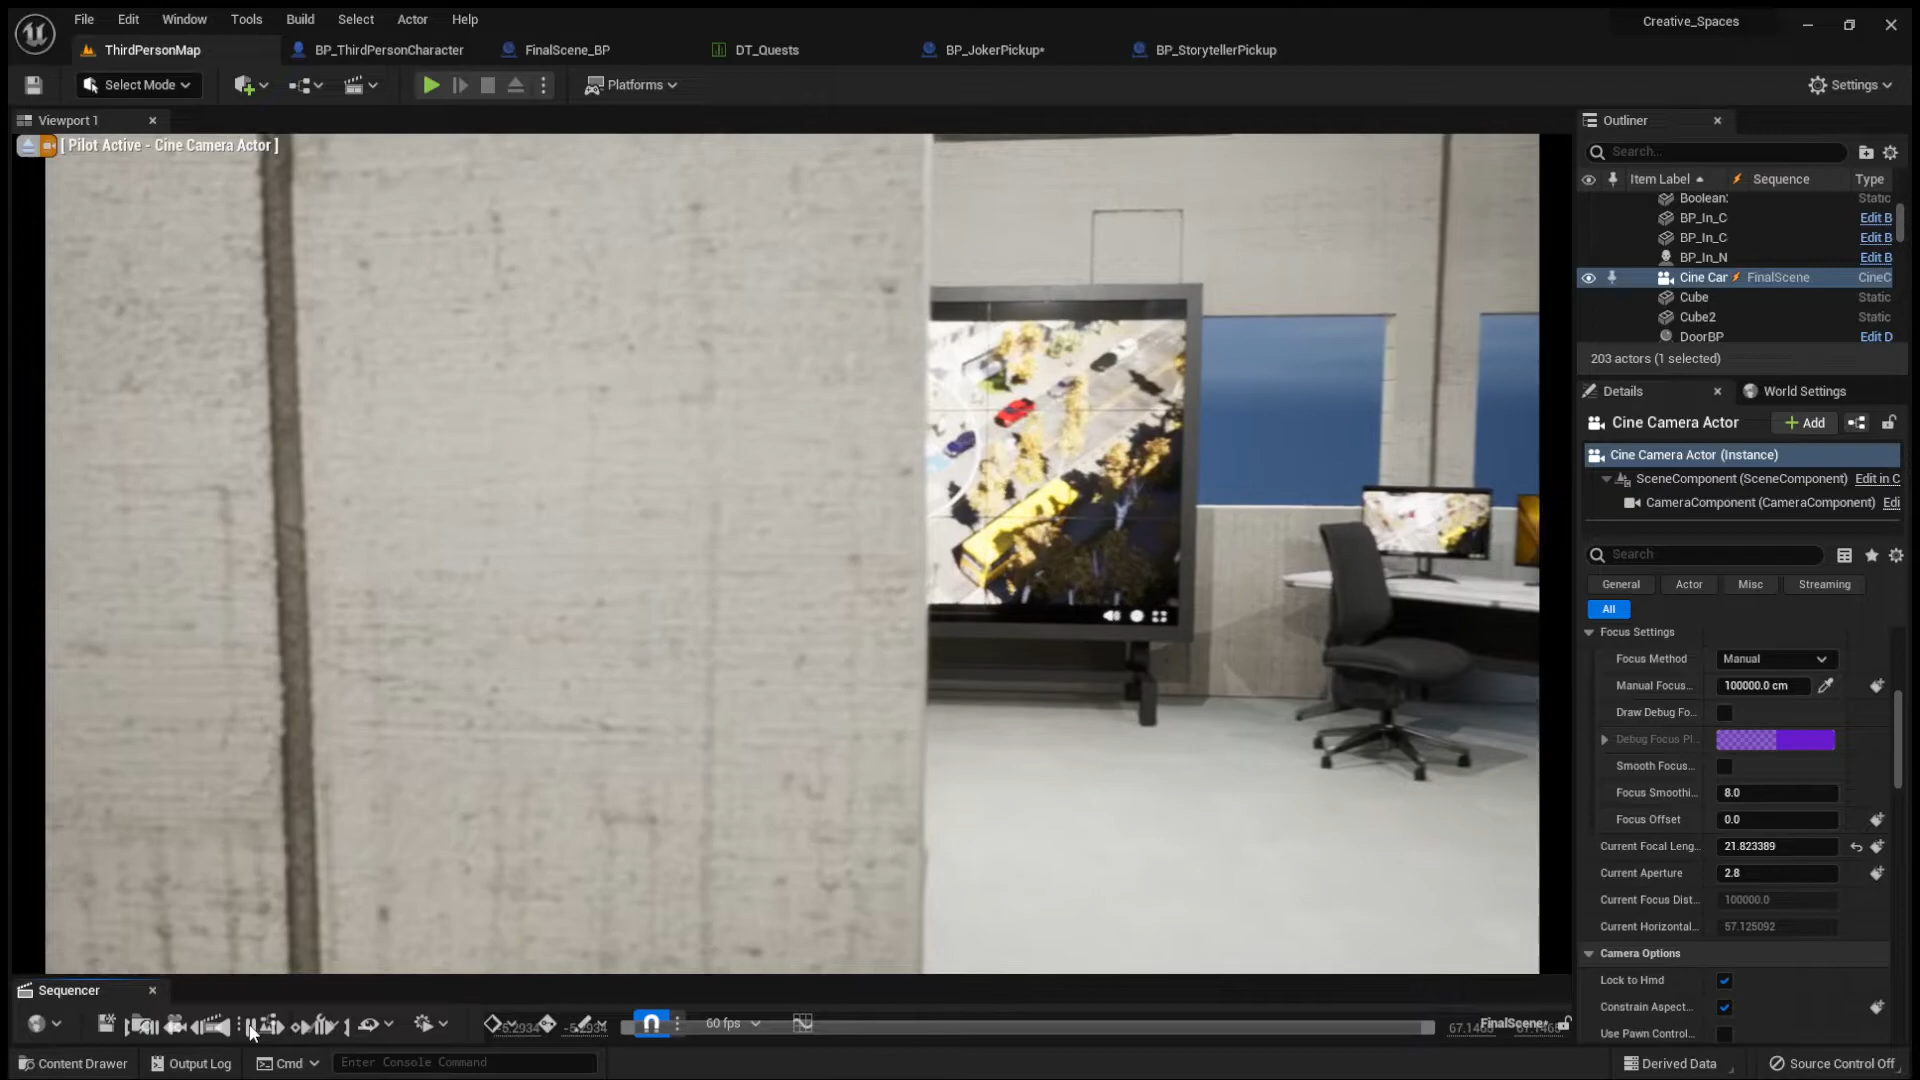 File Edit Window Tools Build Select Actor Help
Creative_Spaces
ThirdPersonMap BP_ThirdPersonCharacter FinalScene_BP DT_Quests BP_JokerPickup* BP_StorytellerPickup
Select Mode
Platforms
Settings
Viewport 1
[ Pilot Active - Cine Camera Actor ]
Outliner
Search...
Item Label Sequence Type
Boolean: Static
BP_In_C Edit B
BP_In_C Edit B
BP_In_N Edit B
Cine Car FinalScene CineC
Cube Static
Cube2 Static
DoorBP Edit D
203 actors (1 selected)
Details World Settings
Cine Camera Actor Add
Cine Camera Actor (Instance)
SceneComponent (SceneComponent) Edit in C
CameraComponent (CameraComponent) Edi
Search
General Actor Misc Streaming
All
Focus Settings
Focus Method Manual
Manual Focus... 100000.0 cm
Draw Debug Fo...
Debug Focus Pl...
Smooth Focus...
Focus Smoothi... 8.0
Focus Offset 0.0
Current Focal Leng... 21.823389
Current Aperture 2.8
Current Focus Dist... 100000.0
Current Horizontal... 57.125092
Camera Options
Lock to Hmd
Constrain Aspect...
Use Pawn Control...
Sequencer
-5.2934 -5.2934 60 fps 67.1468 FinalScene*
Content Drawer Output Log Cmd Enter Console Command Derived Data Source Control Off